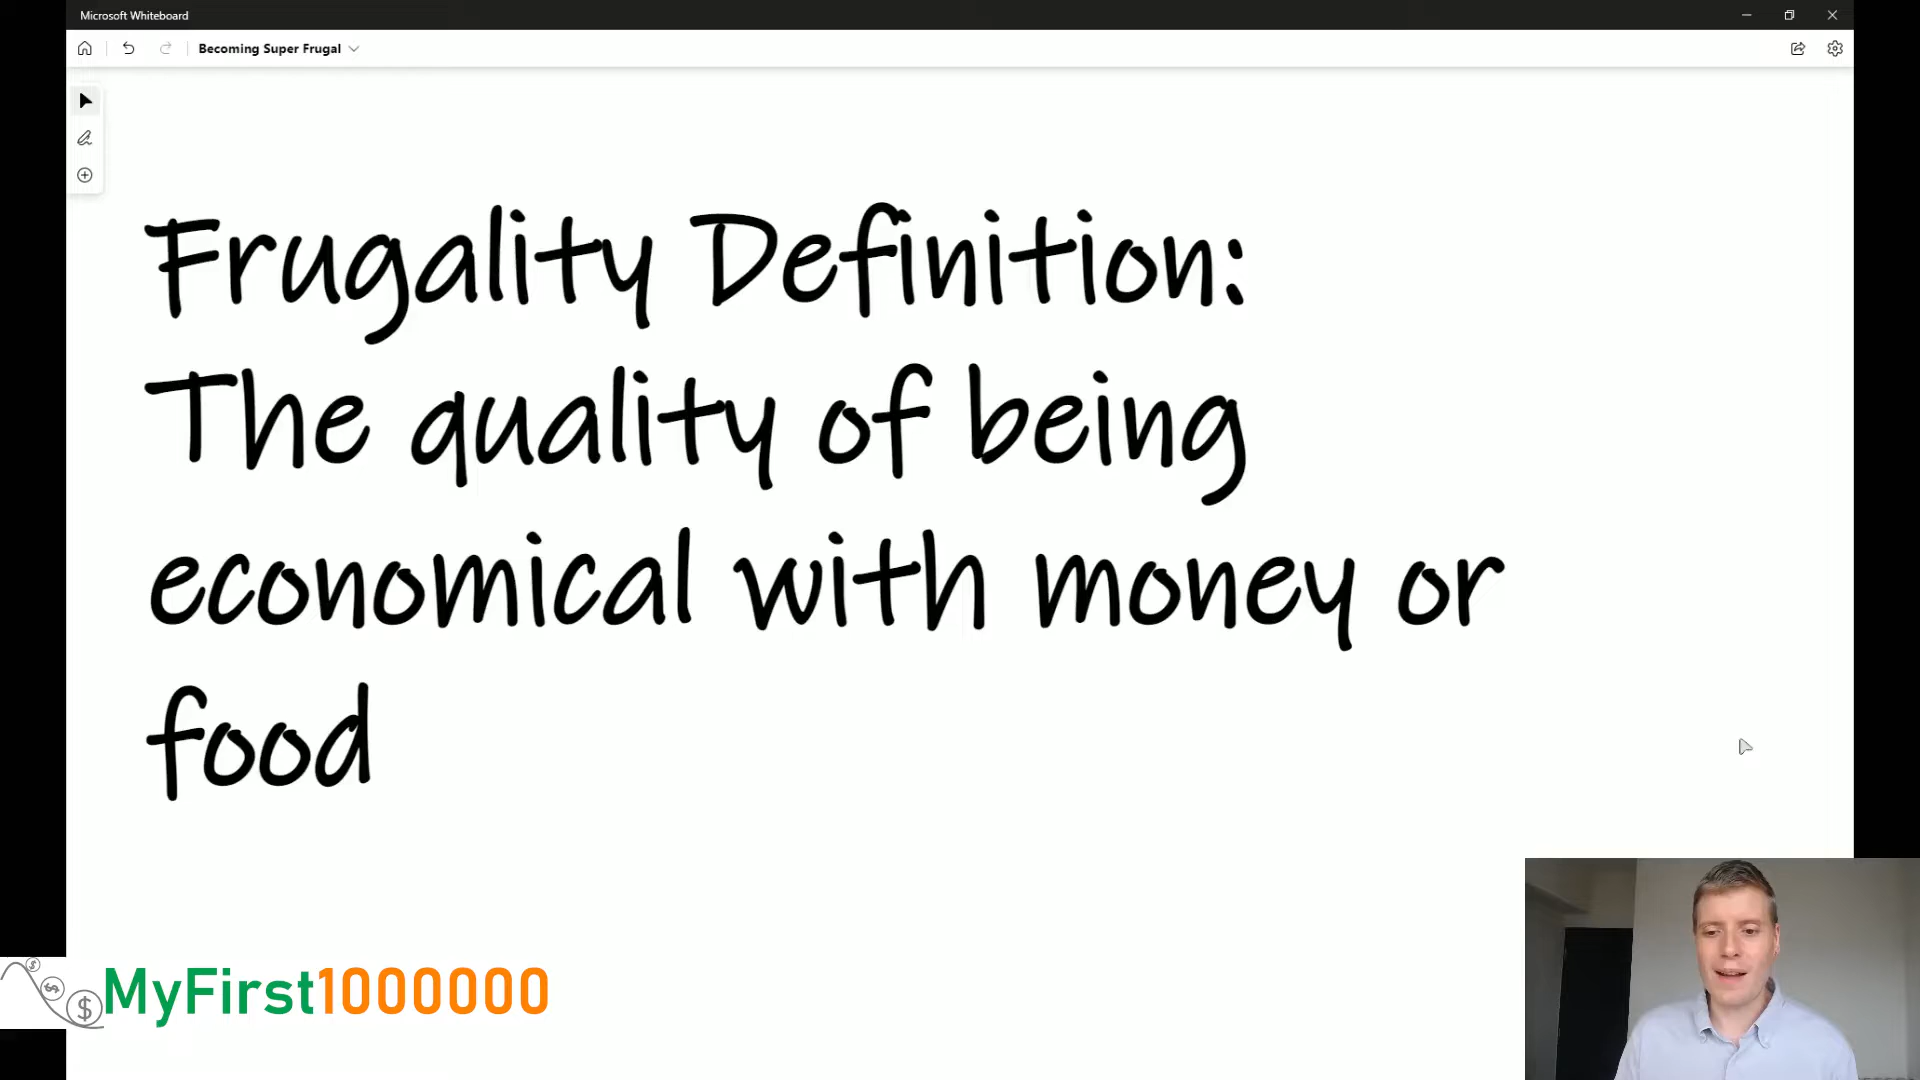 Microsoft Whiteboard
Becoming Super Frugal
Frugality Definition:
The quality of being
economical with money or
food
$ $ $ MyFirst1000000